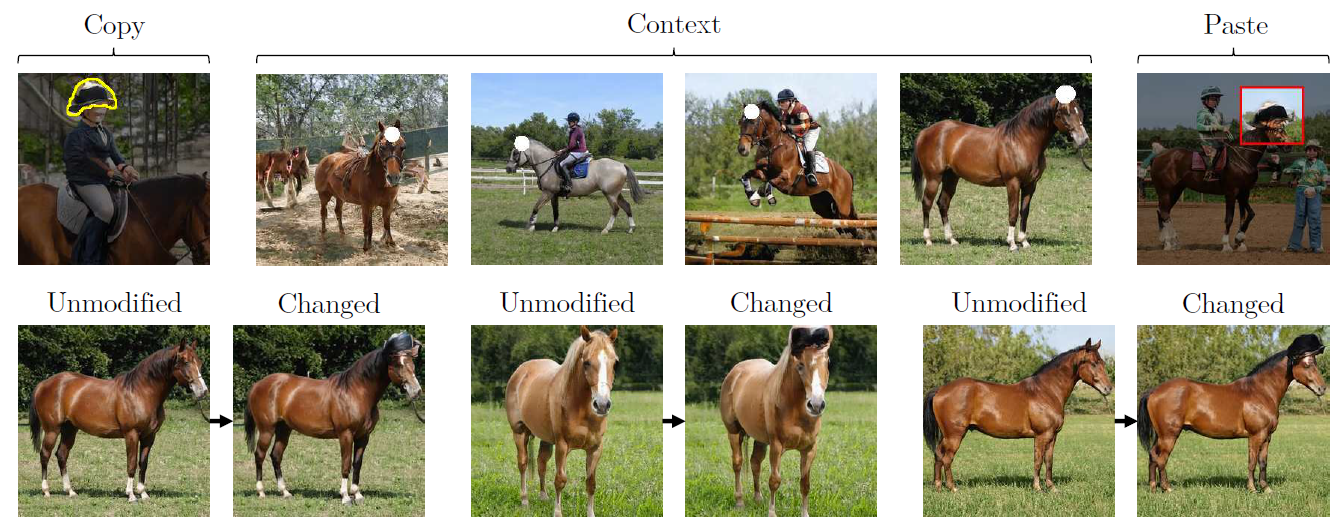 Copy
Context
Paste
Unmodified
Changed
Unmodified
Changed
Unmodified
Changed